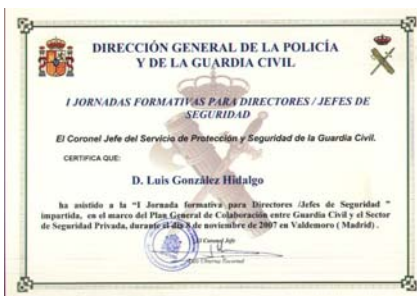 DIRECCIÓN GENERAL DE LA POLICÍA
Y DE LA GUARDIA CIVIL
I JORNADAS FORMATIVAS PARA DIRECTORES / JEFES DE
SEGURIDAD
El Coronel Jefe del Servicio de Protección y Seguridad de la Guardia Civil.
CERTIFICA QUE:
D. Luis González Hidalgo
ha asistido a la “I Jornada formativa para Directores /Jefes de Seguridad ”
impartida, en el marco del Plan General de Colaboración entre Guardia Civil y el Sector
de Seguridad Privada, durante el día 8 de noviembre de 2007 en Valdemoro ( Madrid) .
El Coronel Jefe